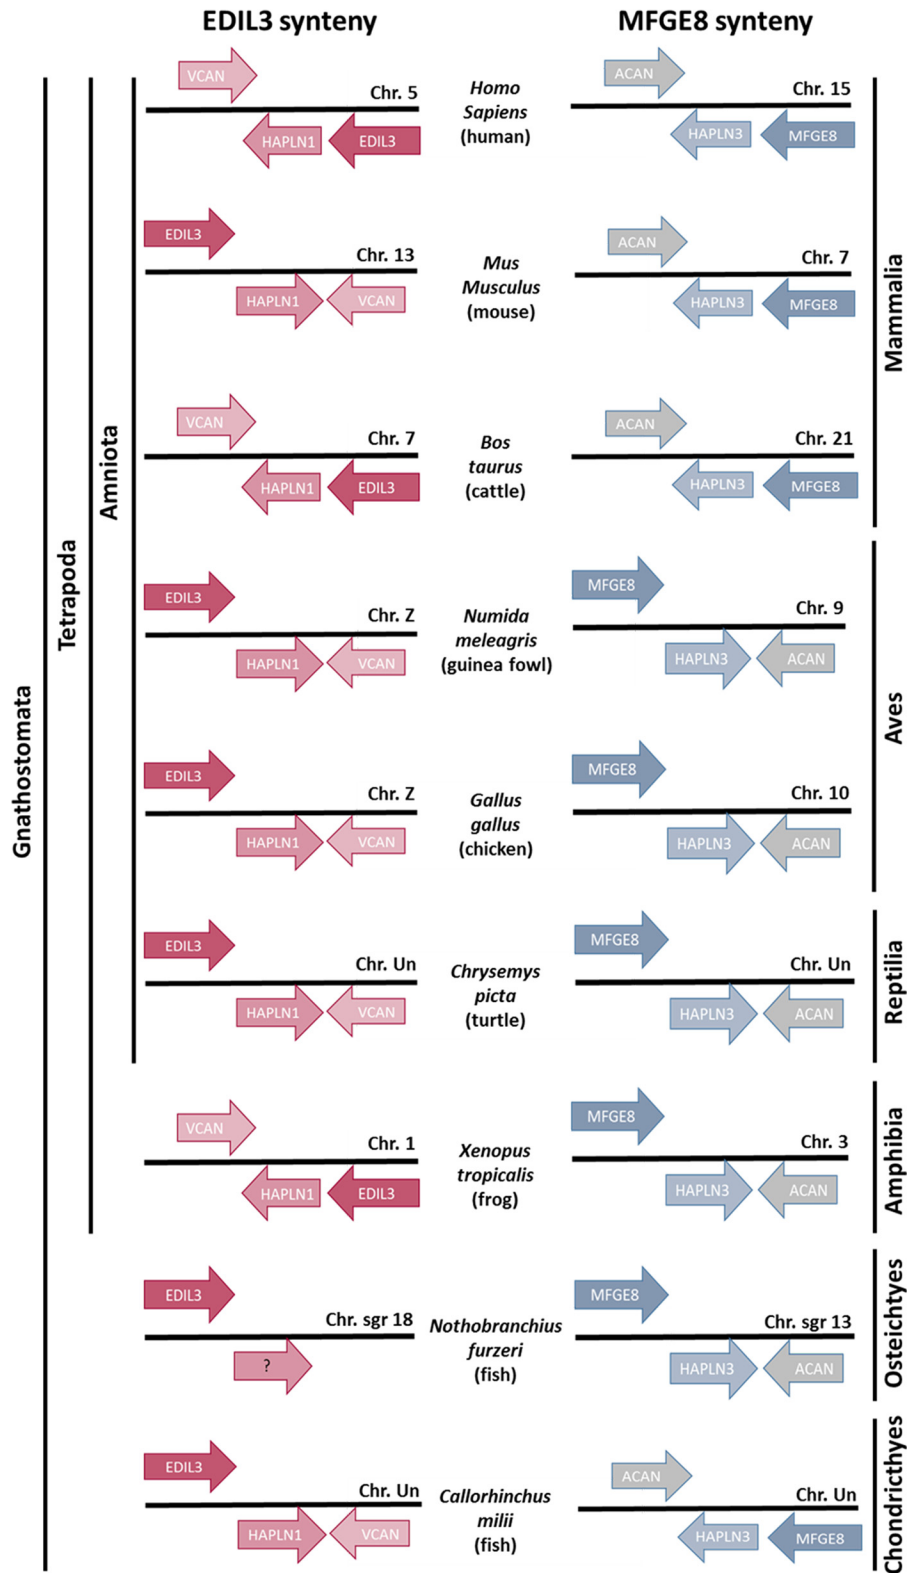 EDIL3 synteny
MFGE8 synteny
VCAN
Chr. 5
HAPLN1
EDIL3
Homo
Sapiens
(human)
ACAN
Chr. 15
HAPLN3
MFGE8
EDIL3
Chr. 13
HAPLN1
VCAN
Mus
Musculus
(mouse)
ACAN
Chr. 7
HAPLN3
MFGE8
VCAN
Chr. 7
HAPLN1
EDIL3
Bos
taurus
(cattle)
ACAN
Chr. 21
HAPLN3
MFGE8
Mammalia
EDIL3
Chr. Z
HAPLN1
VCAN
Numida
meleagris
(guinea fowl)
MFGE8
Chr. 9
HAPLN3
ACAN
EDIL3
Chr. Z
HAPLN1
VCAN
Gallus
gallus
(chicken)
MFGE8
Chr. 10
HAPLN3
ACAN
Aves
EDIL3
Chr. Un
HAPLN1
VCAN
Chrysemys
picta
(turtle)
MFGE8
Chr. Un
HAPLN3
ACAN
Reptilia
Amniota
VCAN
Chr. 1
HAPLN1
EDIL3
Xenopus
tropicalis
(frog)
MFGE8
Chr. 3
HAPLN3
ACAN
Amphibia
Tetrapoda
EDIL3
Chr. sgr 18
?
Nothobranchius
furzeri
(fish)
MFGE8
Chr. sgr 13
HAPLN3
ACAN
Osteichtyes
EDIL3
Chr. Un
HAPLN1
VCAN
Callorhinchus
milii
(fish)
ACAN
Chr. Un
HAPLN3
MFGE8
Chondricthyes
Gnathostomata